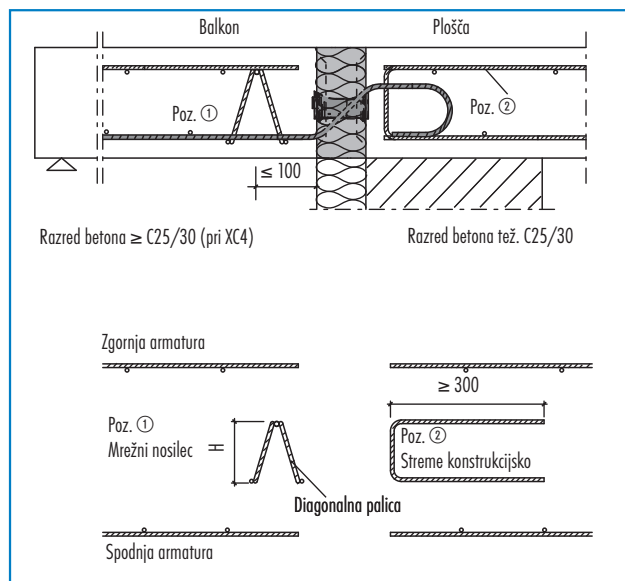 Balkon
Plošča
Poz. ①
Poz. ②
≤ 100
Razred betona ≥ C25/30 (pri XC4)
Razred betona tež. C25/30
Zgornja armatura
≥ 300
Poz. ①
Mrežni nosilec
H
Poz. ②
Streme konstrukcijsko
Diagonalna palica
Spodnja armatura